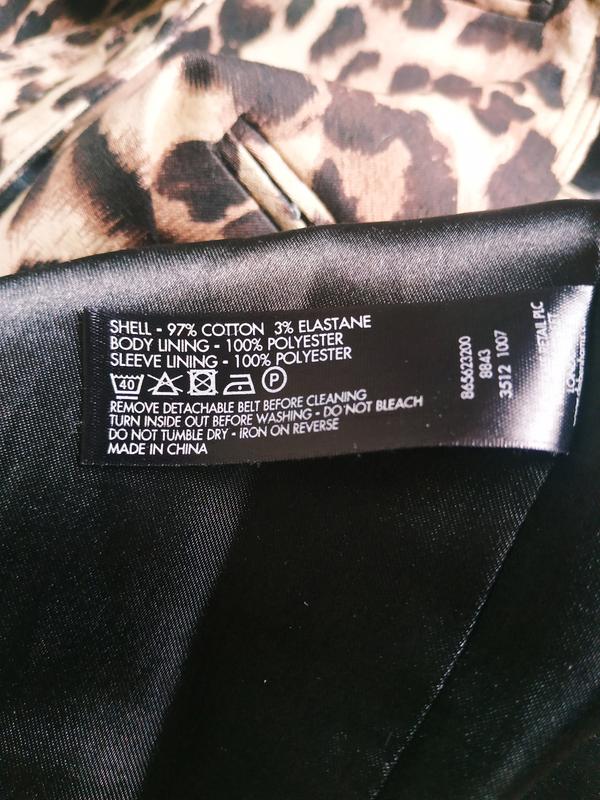 SHELL - 97% COTTON 3% ELASTANE
BODY LINING - 100% POLYESTER
SLEEVE LINING - 100% POLYESTER
40 P
REMOVE DETACHABLE BELT BEFORE CLEANING
TURN INSIDE OUT BEFORE WASHING - DO NOT BLEACH
DO NOT TUMBLE DRY - IRON ON REVERSE
MADE IN CHINA
865623200
8843
3512 1007
PLC